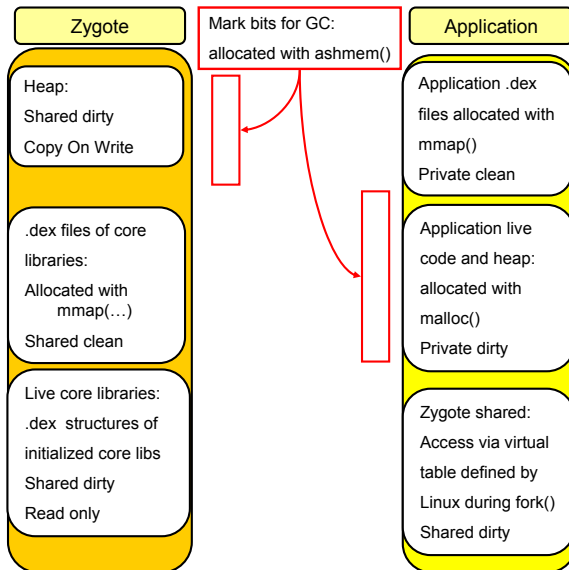 Zygote
Heap:
Shared dirty
Copy On Write
.dex files of core
libraries:
Allocated with
mmap(…)
Shared clean
Live core libraries:
.dex structures of
initialized core libs
Shared dirty
Read only
Mark bits for GC:
allocated with ashmem()
Application
Application .dex
files allocated with
mmap()
Private clean
Application live
code and heap:
allocated with
malloc()
Private dirty
Zygote shared:
Access via virtual
table defined by
Linux during fork()
Shared dirty